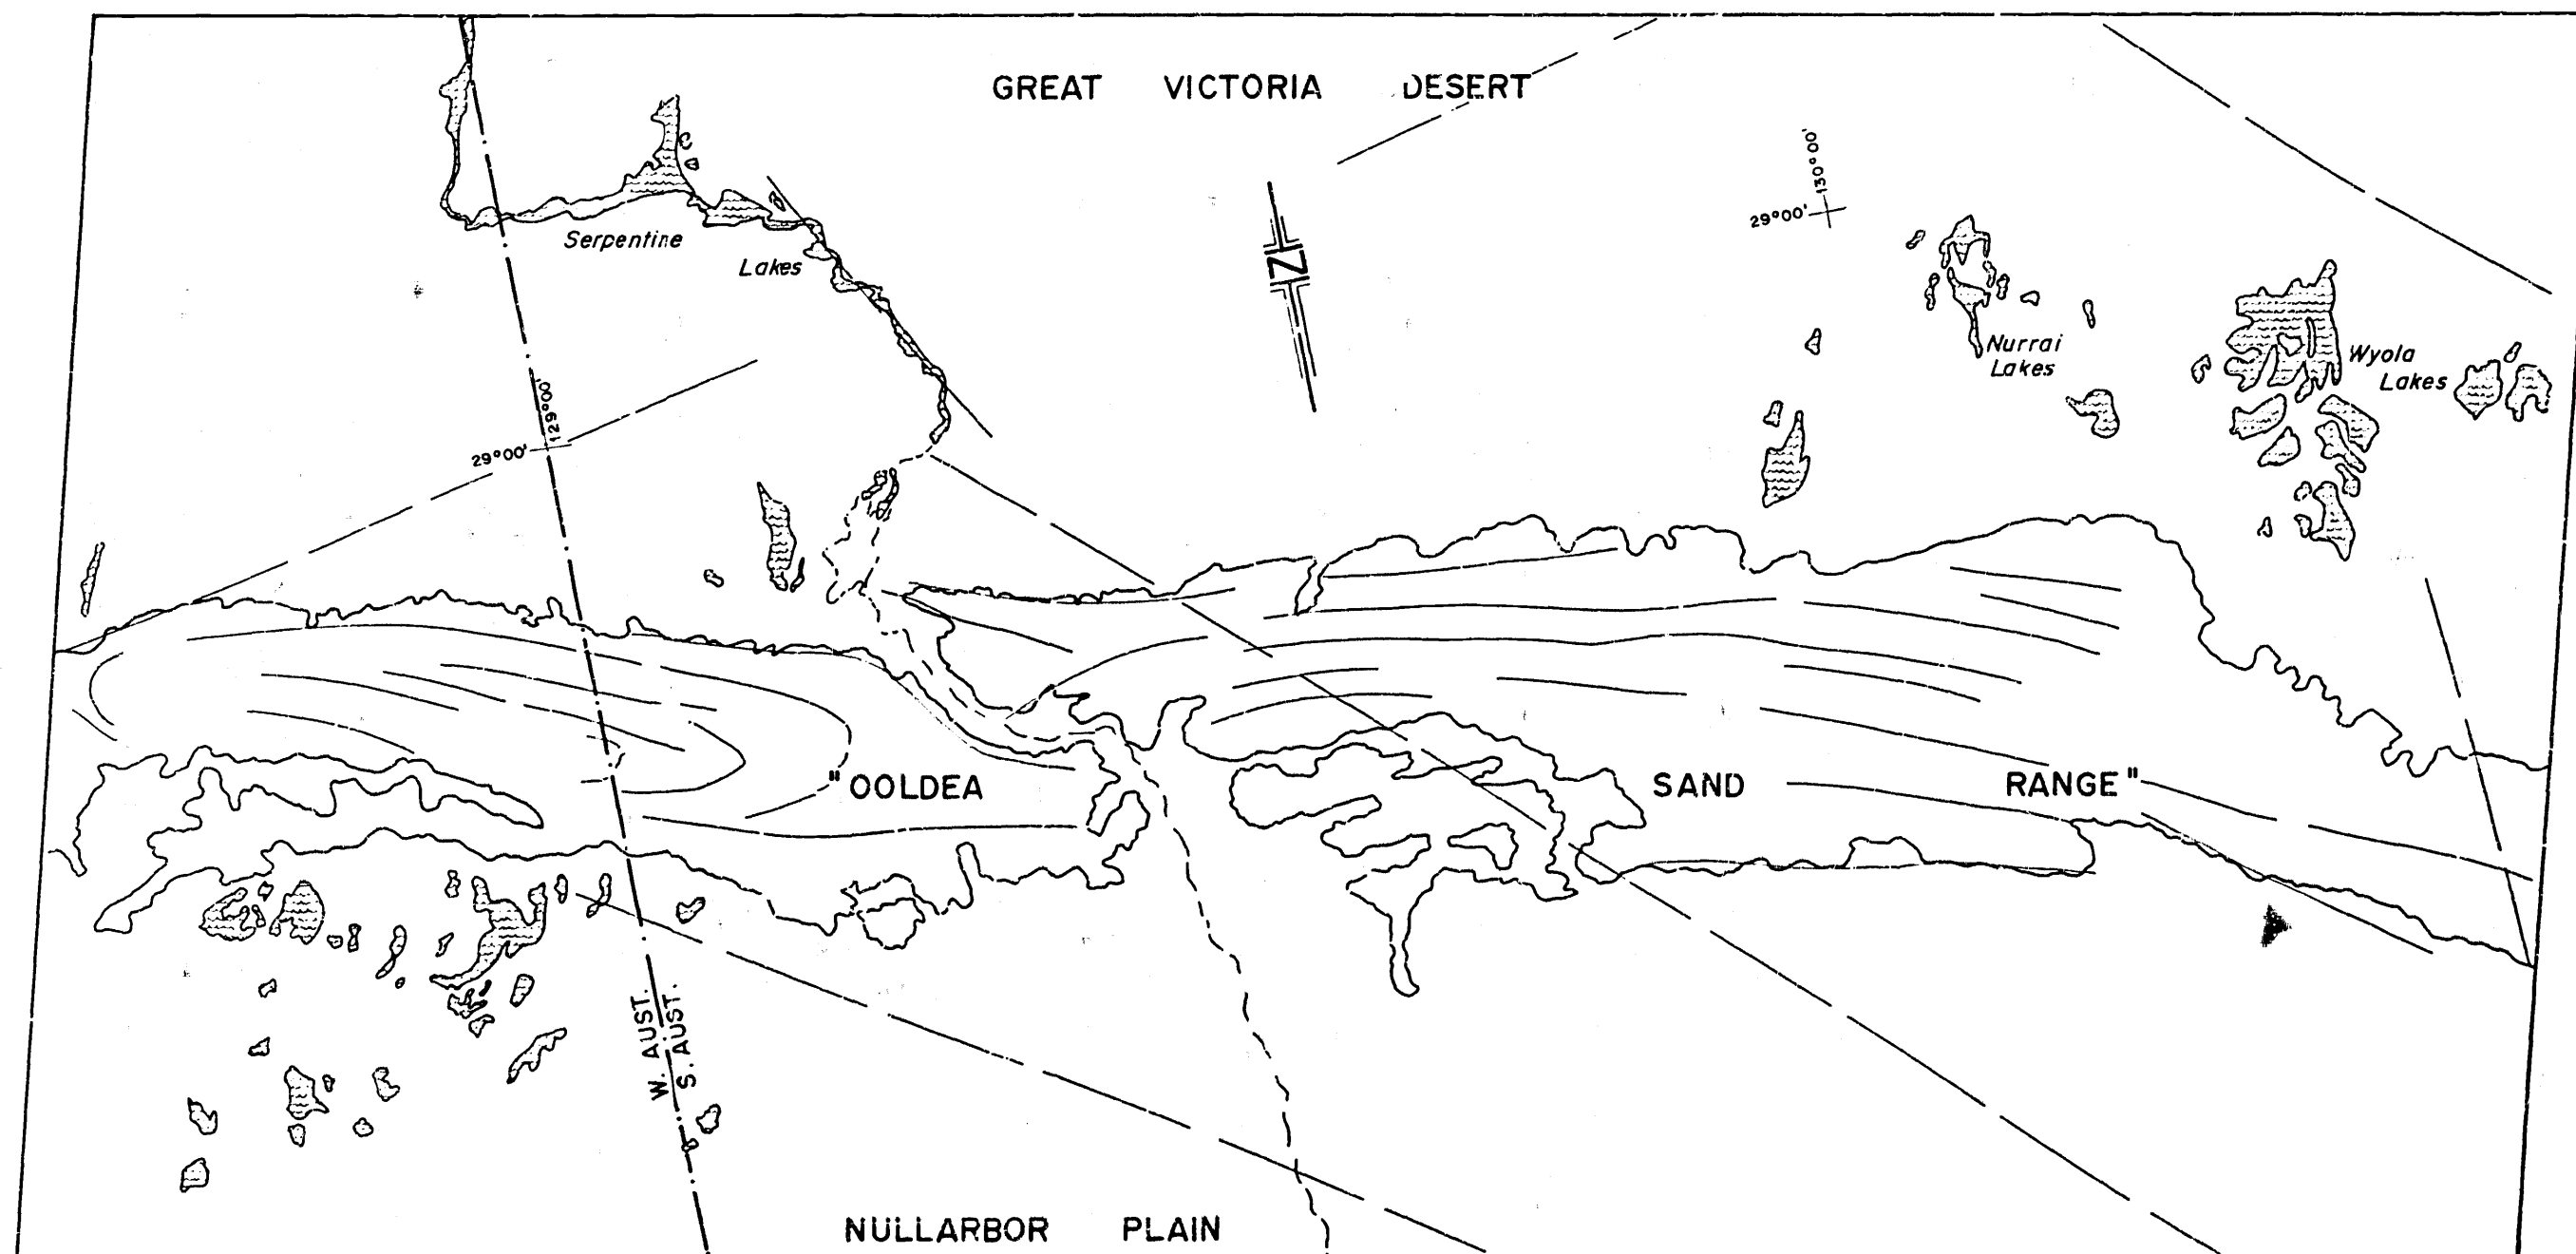 GREAT VICTORIA DESERT
130°00'
29°00'
Serpentine
Lakes
N
Nurrai
Lakes
Wyola
Lakes
129°00'
29°00'
"OOLDEA SAND RANGE"
W. AUST.
S. AUST.
NULLARBOR PLAIN